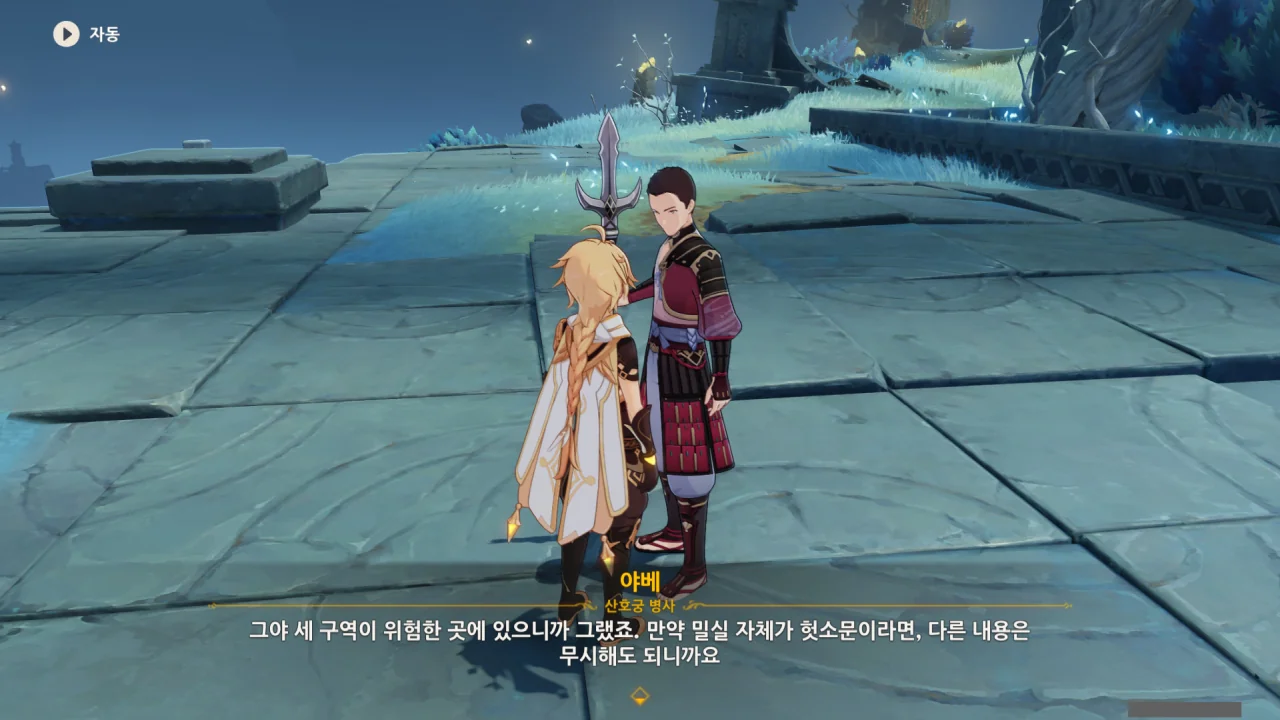 자동
야베
산호궁 병사
그야 세 구역이 위험한 곳에 있으니까 그랬죠. 만약 밀실 자체가 헛소문이라면, 다른 내용은
무시해도 되니까요